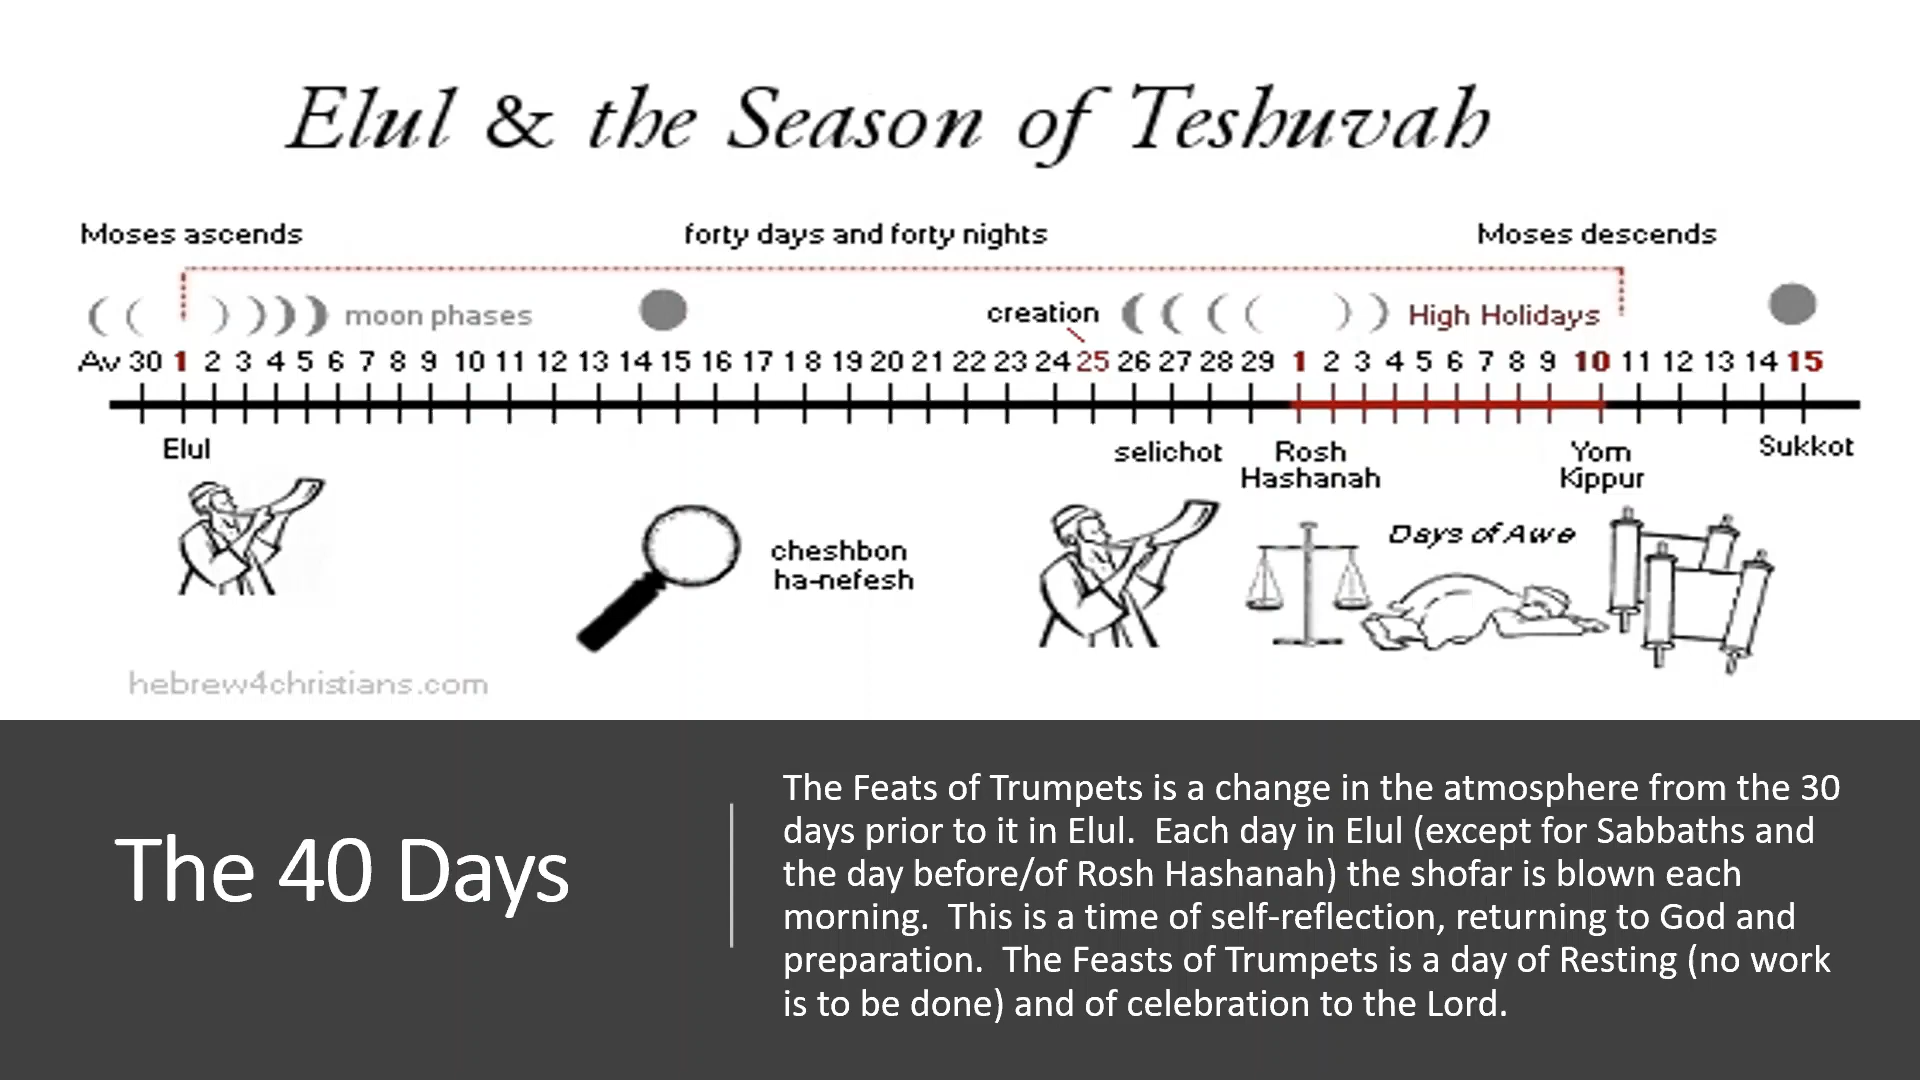 Elul & the Season of Teshuvah
Moses ascends forty days and forty nights Moses descends
moon phases creation High Holidays
Av 30 1 2 3 4 5 6 7 8 9 10 11 12 13 14 15 16 17 18 19 20 21 22 23 24 25 26 27 28 29 1 2 3 4 5 6 7 8 9 10 11 12 13 14 15
Elul selichot Rosh Hashanah Yom Kippur Sukkot
cheshbon
ha-nefesh
Days of Awe
hebrew4christians.com
The 40 Days
The Feats of Trumpets is a change in the atmosphere from the 30
days prior to it in Elul. Each day in Elul (except for Sabbaths and
the day before/of Rosh Hashanah) the shofar is blown each
morning. This is a time of self-reflection, returning to God and
preparation. The Feasts of Trumpets is a day of Resting (no work
is to be done) and of celebration to the Lord.